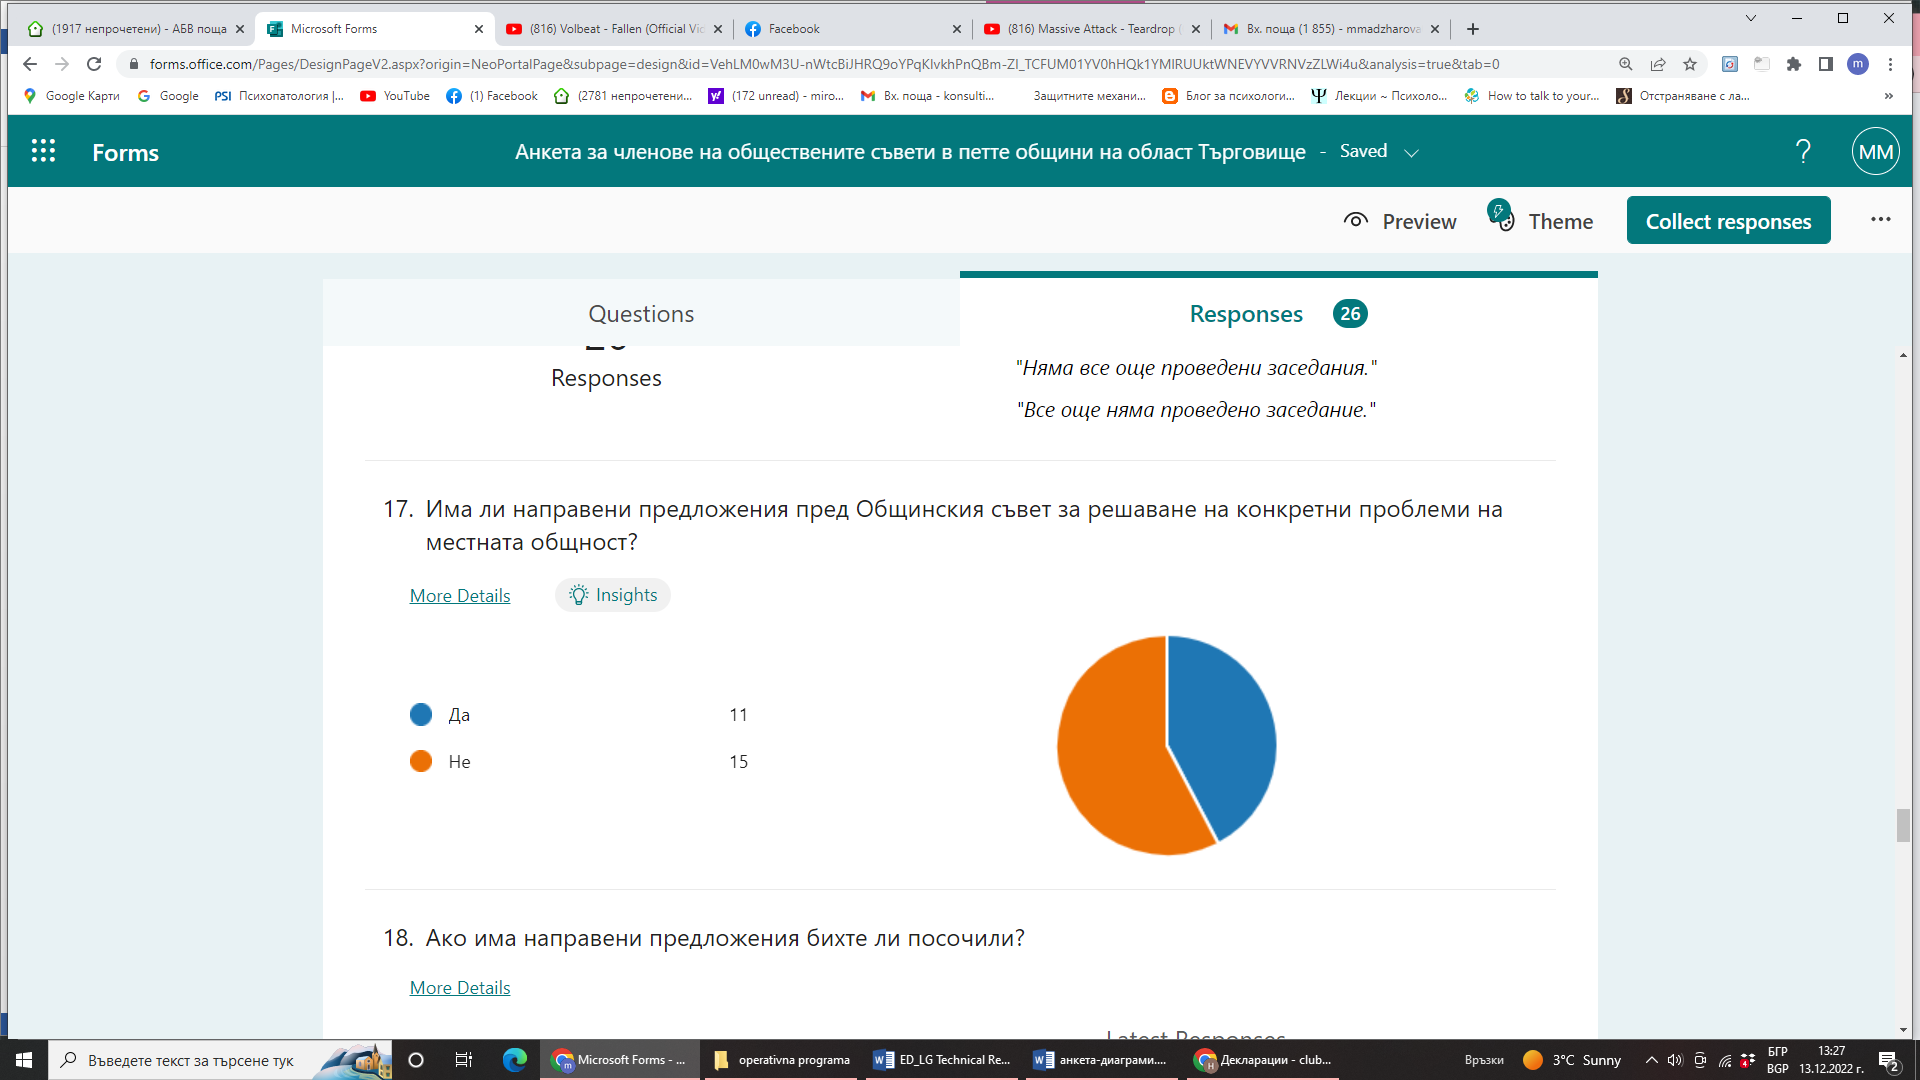 (1917 непрочетени) - АБВ поща
Microsoft Forms
(816) Volbeat - Fallen (Official Vid
Facebook
(816) Massive Attack - Teardrop (
Вх. поща (1 855) - mmadzharova
forms.office.com/Pages/DesignPageV2.aspx?origin=NeoPortalPage&subpage=design&id=VehLM0wM3U-nWtcBiJHRQ9oYPqKlvkhPnQBm-ZI_TCFUM01YV0hHQk1YMlRUUktWNEVYVVRNVzZLWi4u&analysis=true&tab=0
m
Google Карти
Google
PSI Психопатология |...
YouTube
(1) Facebook
(2781 непрочетени...
(172 unread) - miro...
Вх. поща - konsulti...
Защитните механи...
Блог за психологи...
Лекции ~ Психоло...
How to talk to your...
Отстраняване с ла...
»
Forms
Анкета за членове на обществените съвети в петте общини на област Търговище - Saved
?
MM
Preview
Theme
Collect responses
Questions
Responses 26
Responses
"Няма все още проведени заседания."
"Все още няма проведено заседание."
17. Има ли направени предложения пред Общинския съвет за решаване на конкретни проблеми на
местната общност?
More Details
Insights
Да 11
Не 15
18. Ако има направени предложения бихте ли посочили?
More Details
Latest Responses
Въведете текст за търсене тук
Microsoft Forms - ...
operativna programa
ED_LG Technical Re...
анкета-диаграми....
Декларации - club...
Връзки
3°C Sunny
БГР
BGP
13:27
13.12.2022 г.
2